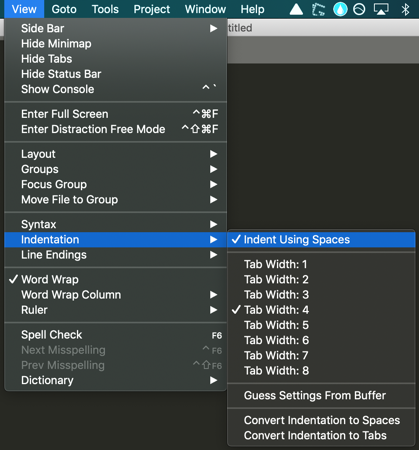 View Goto Tools Project Window Help
Side Bar
titled
Hide Minimap
Hide Tabs
Hide Status Bar
Show Console ^`
Enter Full Screen ^⌘F
Enter Distraction Free Mode ^⇧⌘F
Layout
Groups
Focus Group
Move File to Group
Syntax
Indentation
Line Endings
✓ Word Wrap
Word Wrap Column
Ruler
Spell Check F6
Next Misspelling ^F6
Prev Misspelling ^⇧F6
Dictionary
✓ Indent Using Spaces
Tab Width: 1
Tab Width: 2
Tab Width: 3
✓ Tab Width: 4
Tab Width: 5
Tab Width: 6
Tab Width: 7
Tab Width: 8
Guess Settings From Buffer
Convert Indentation to Spaces
Convert Indentation to Tabs